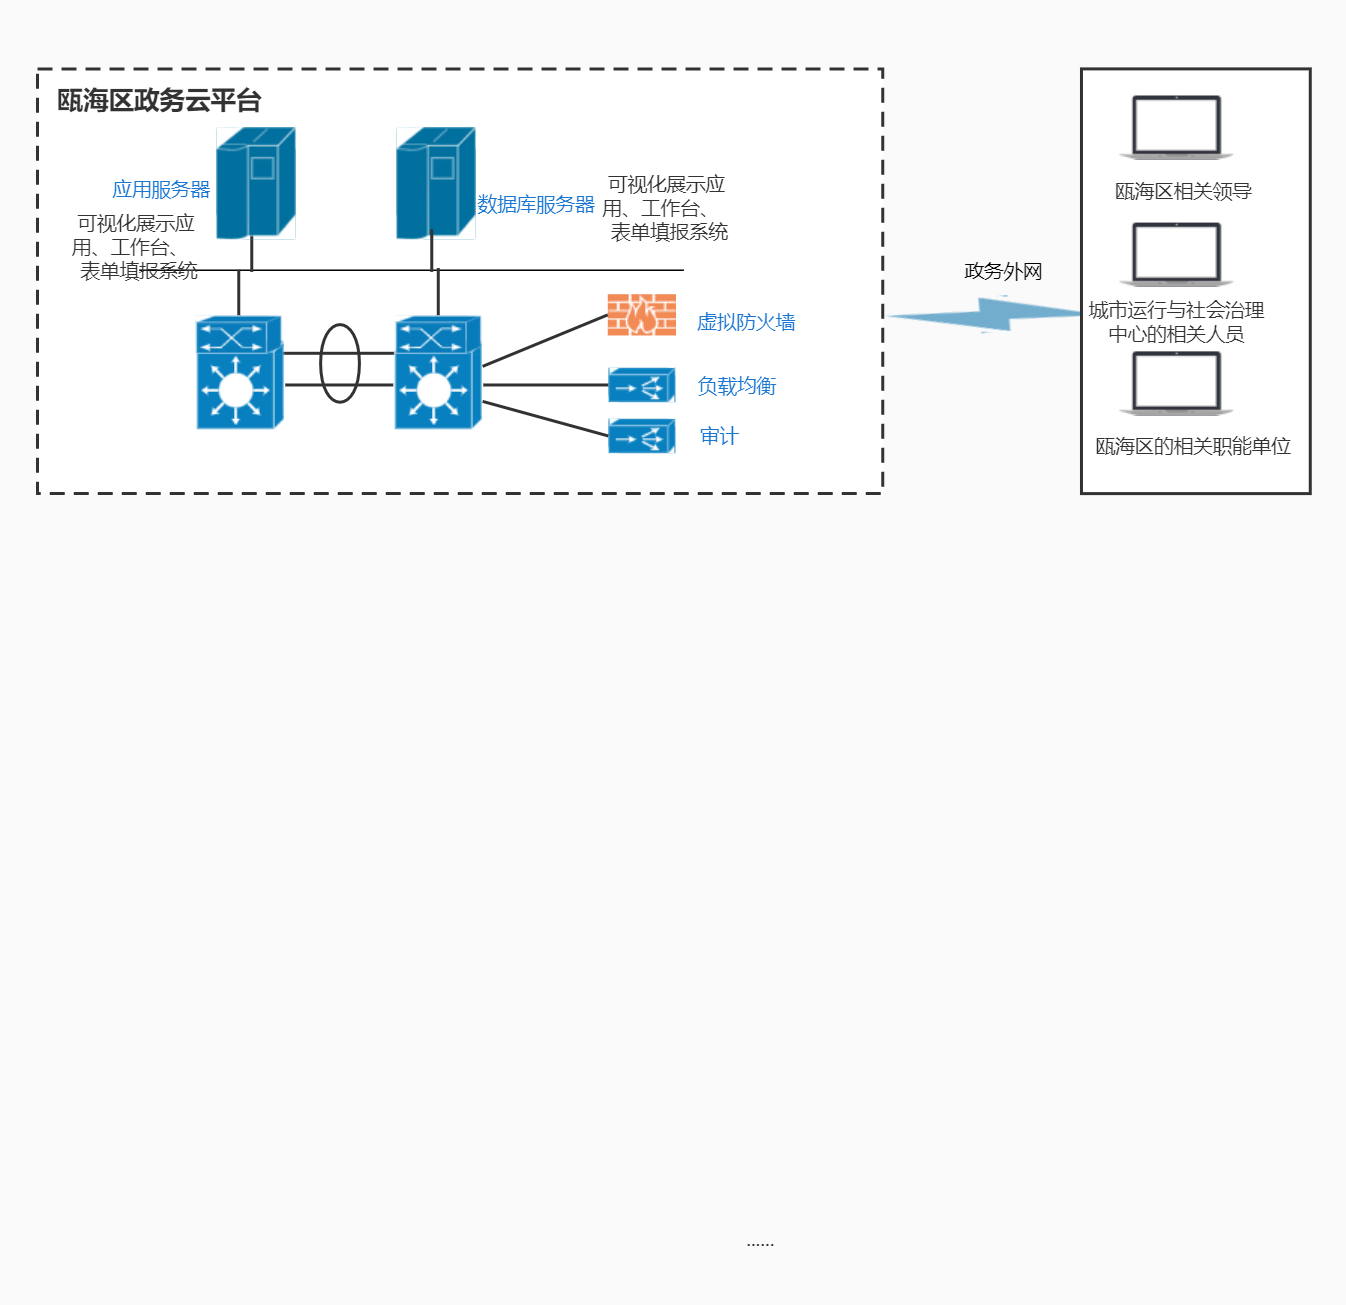 瓯海区政务云平台
应用服务器
可视化展示应
用、工作台、
表单填报系统
数据库服务器
可视化展示应
用、工作台、
表单填报系统
虚拟防火墙
负载均衡
审计
政务外网
瓯海区相关领导
城市运行与社会治理
中心的相关人员
瓯海区的相关职能单位
......